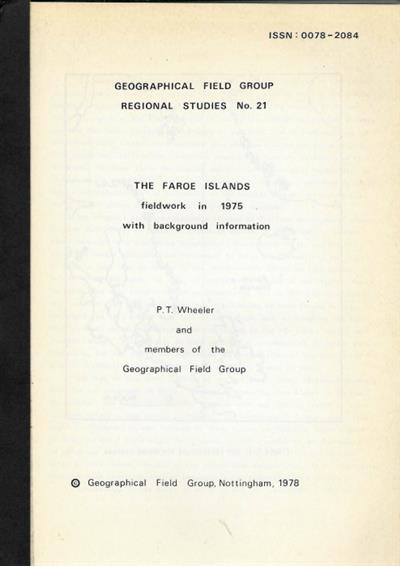 ISSN: 0078-2084
GEOGRAPHICAL FIELD GROUP
REGIONAL STUDIES No. 21
THE FAROE ISLANDS
fieldwork in 1975
with background information
P.T. Wheeler
and
members of the
Geographical Field Group
© Geographical Field Group, Nottingham, 1978